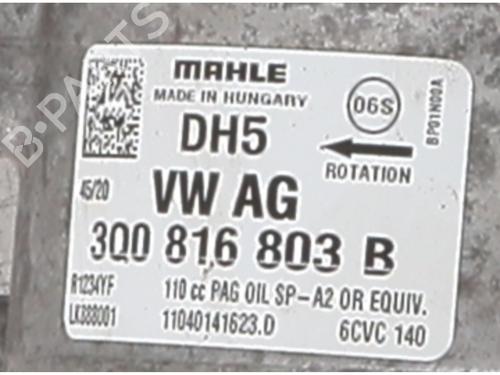 MAHLE
MADE IN HUNGARY
06S
BP01N00A
DH5
ROTATION
45/20
VW AG
3Q0 816 803 B
R1234YF 110 cc PAG OIL SP-A2 OR EQUIV.
LK888001 11040141623.D 6CVC 140
B-PARTS